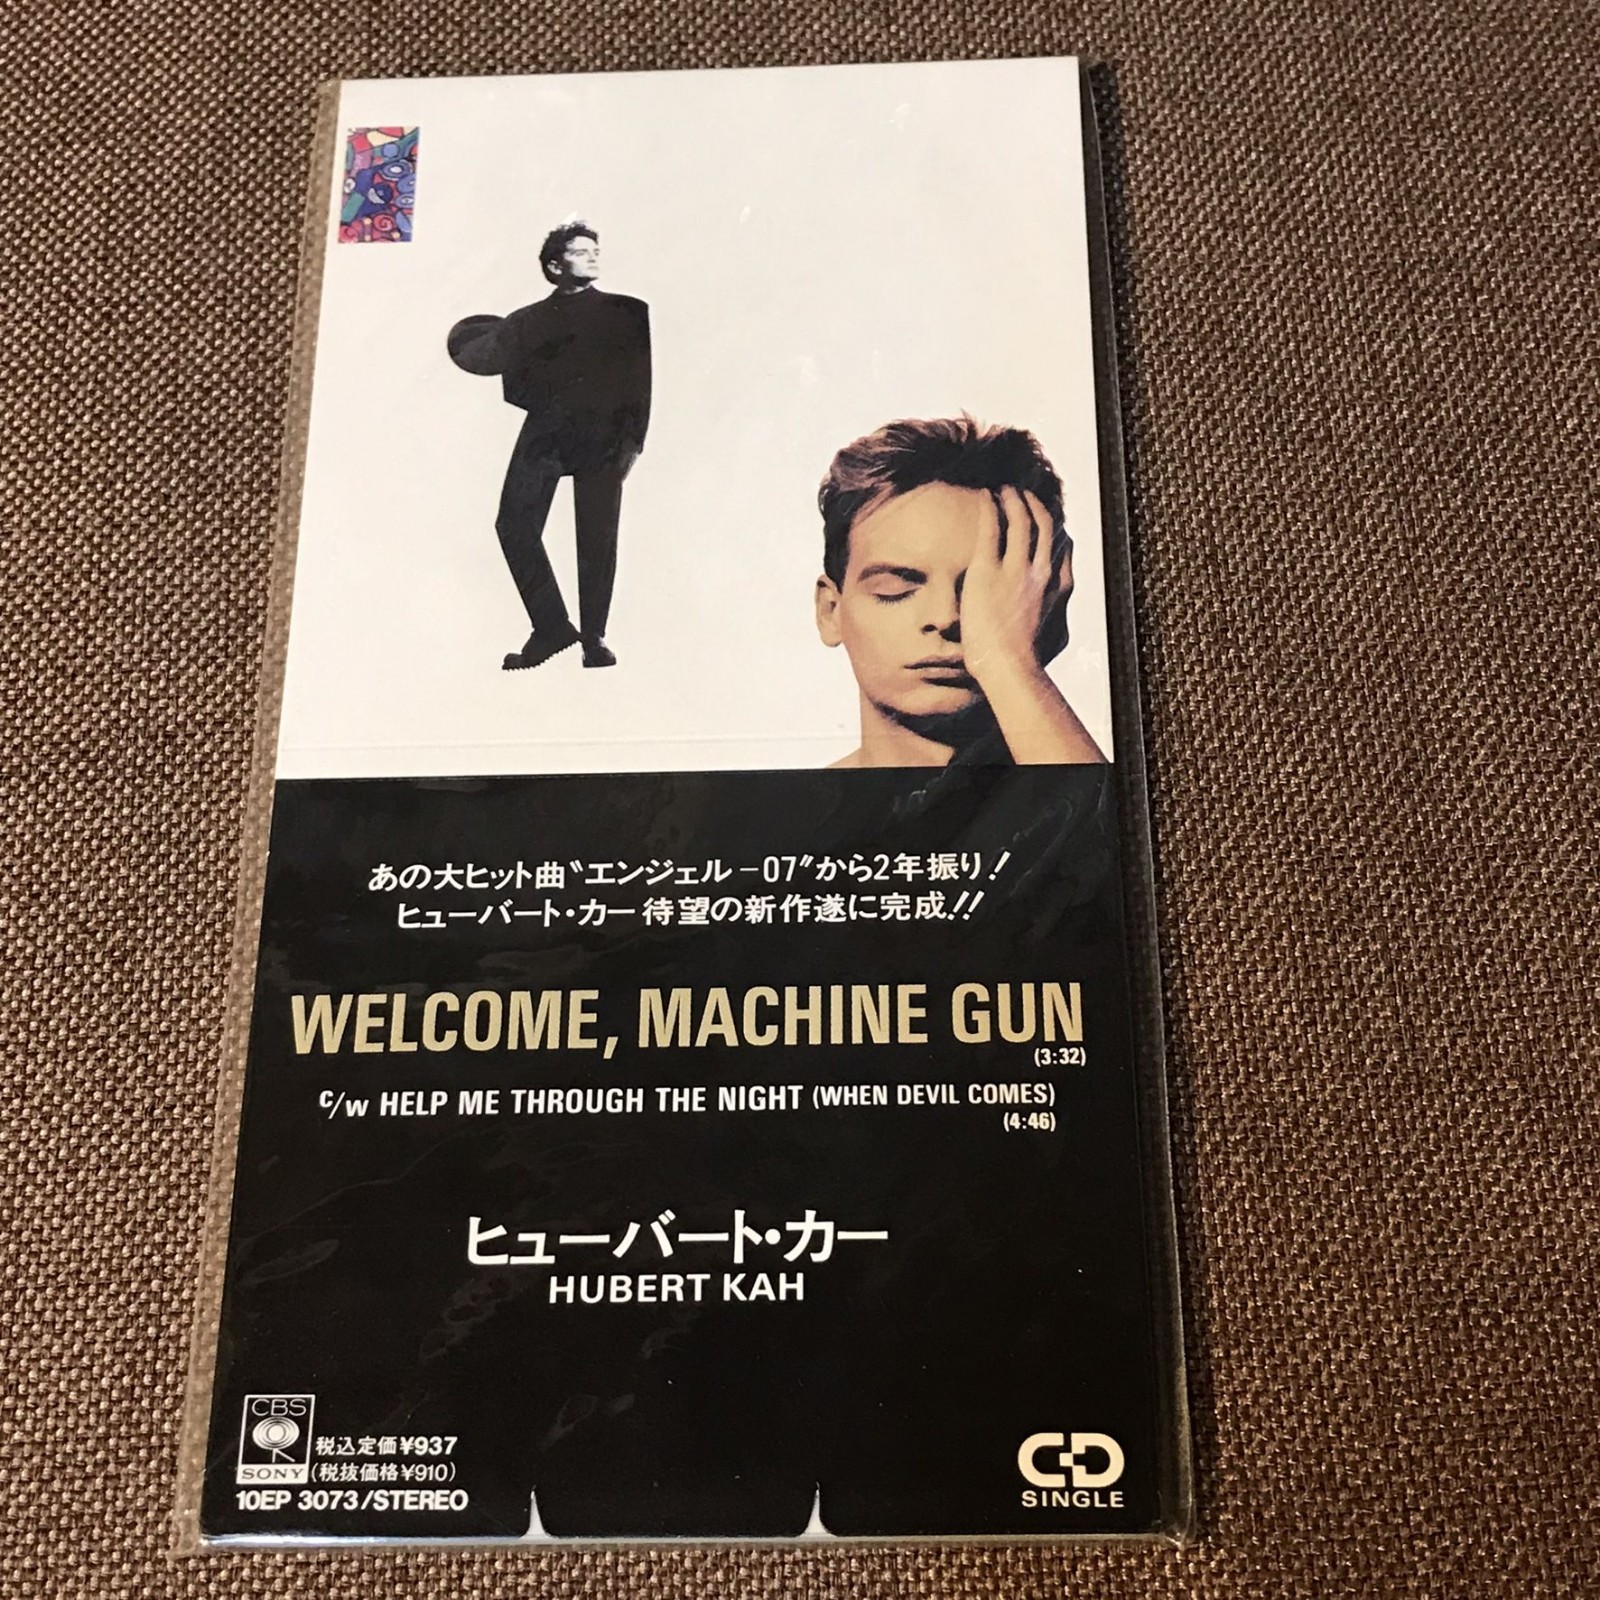 あの大ヒット曲〝エンジェル－07〞から2年振り！
ヒューバート・カー待望の新作遂に完成!!
WELCOME, MACHINE GUN
(3:32)
c/w HELP ME THROUGH THE NIGHT (WHEN DEVIL COMES)
(4:46)
ヒューバート・カー
HUBERT KAH
CBS
SONY
税込定価¥937
(税抜価格¥910)
10EP 3073/STEREO
CD
SINGLE